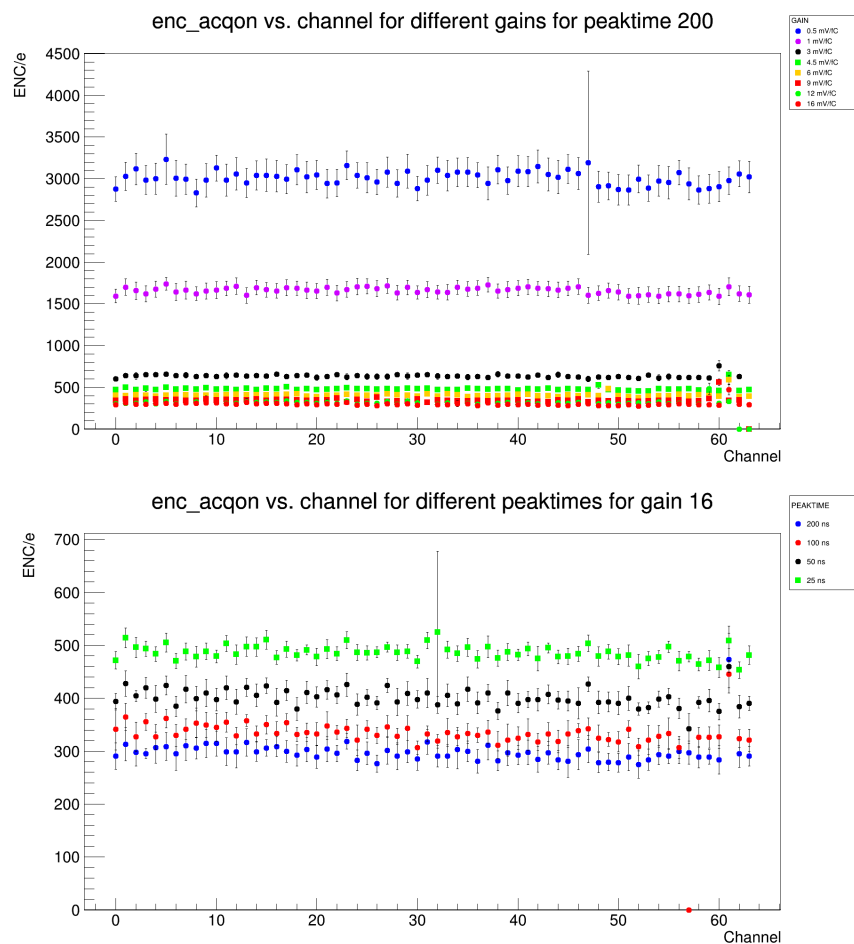 enc_acqon vs. channel for different gains for peaktime 200
GAIN
0.5 mV/fC
1 mV/fC
3 mV/fC
4.5 mV/fC
6 mV/fC
9 mV/fC
12 mV/fC
16 mV/fC
ENC/e
4500
4000
3500
3000
2500
2000
1500
1000
500
0
0 10 20 30 40 50 60
Channel
enc_acqon vs. channel for different peaktimes for gain 16
PEAKTIME
200 ns
100 ns
50 ns
25 ns
ENC/e
700
600
500
400
300
200
100
0
0 10 20 30 40 50 60
Channel